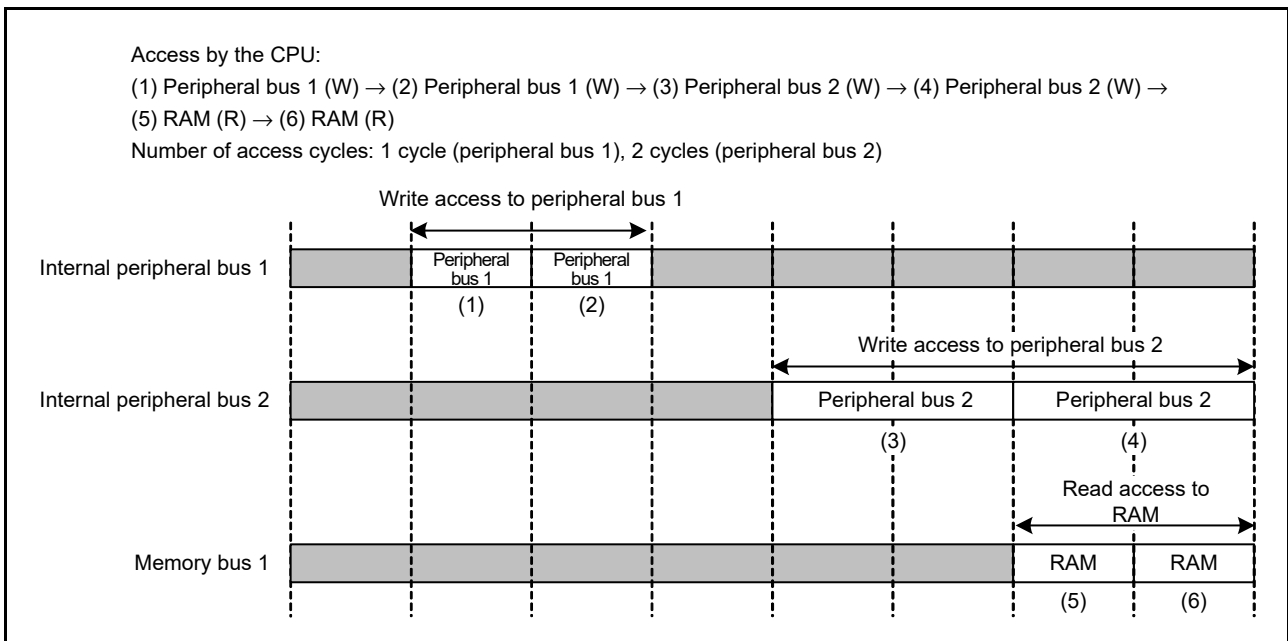 Access by the CPU:
(1) Peripheral bus 1 (W) → (2) Peripheral bus 1 (W) → (3) Peripheral bus 2 (W) → (4) Peripheral bus 2 (W) →
(5) RAM (R) → (6) RAM (R)
Number of access cycles: 1 cycle (peripheral bus 1), 2 cycles (peripheral bus 2)
Write access to peripheral bus 1
Internal peripheral bus 1
Peripheral
bus 1
Peripheral
bus 1
(1)
(2)
Write access to peripheral bus 2
Internal peripheral bus 2
Peripheral bus 2
Peripheral bus 2
(3)
(4)
Read access to
RAM
Memory bus 1
RAM
RAM
(5)
(6)